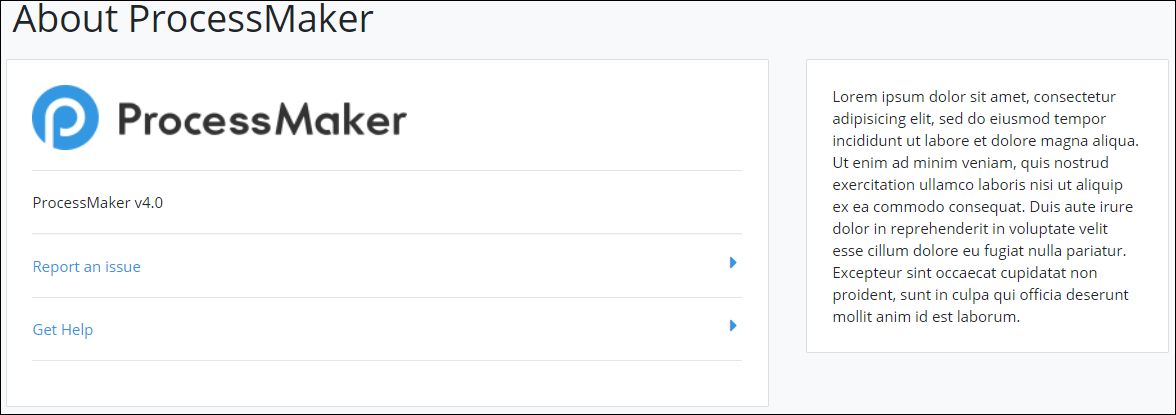 About ProcessMaker
ProcessMaker
ProcessMaker v4.0
Report an issue
Get Help
Lorem ipsum dolor sit amet, consectetur
adipisicing elit, sed do eiusmod tempor
incididunt ut labore et dolore magna aliqua.
Ut enim ad minim veniam, quis nostrud
exercitation ullamco laboris nisi ut aliquip
ex ea commodo consequat. Duis aute irure
dolor in reprehenderit in voluptate velit
esse cillum dolore eu fugiat nulla pariatur.
Excepteur sint occaecat cupidatat non
proident, sunt in culpa qui officia deserunt
mollit anim id est laborum.